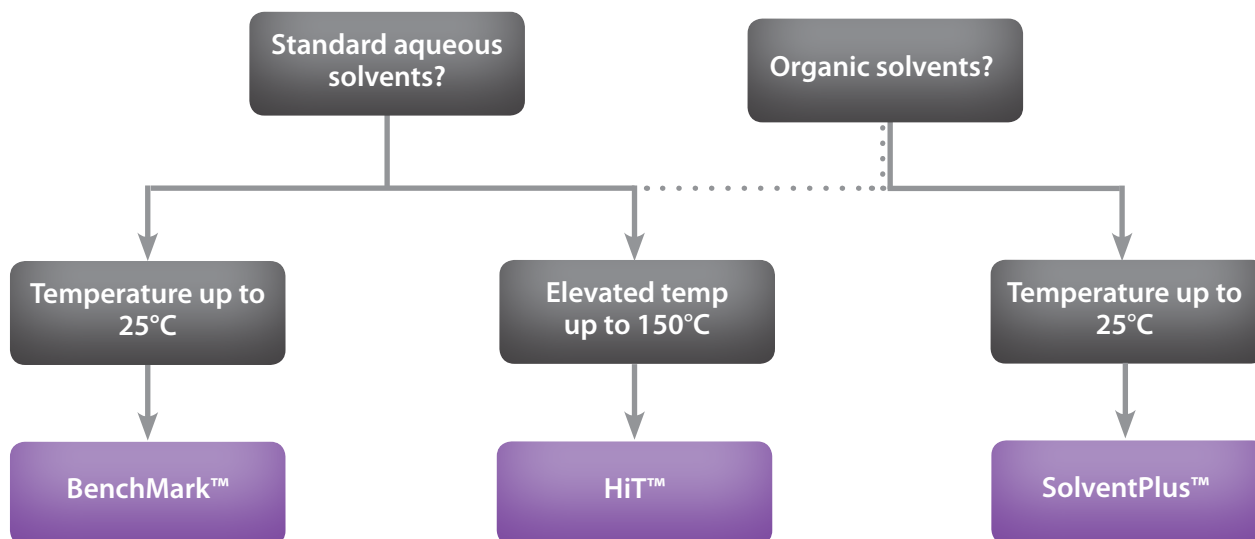 Standard aqueous
solvents?
Organic solvents?
Temperature up to
25°C
Elevated temp
up to 150°C
Temperature up to
25°C
BenchMark™
HiT™
SolventPlus™